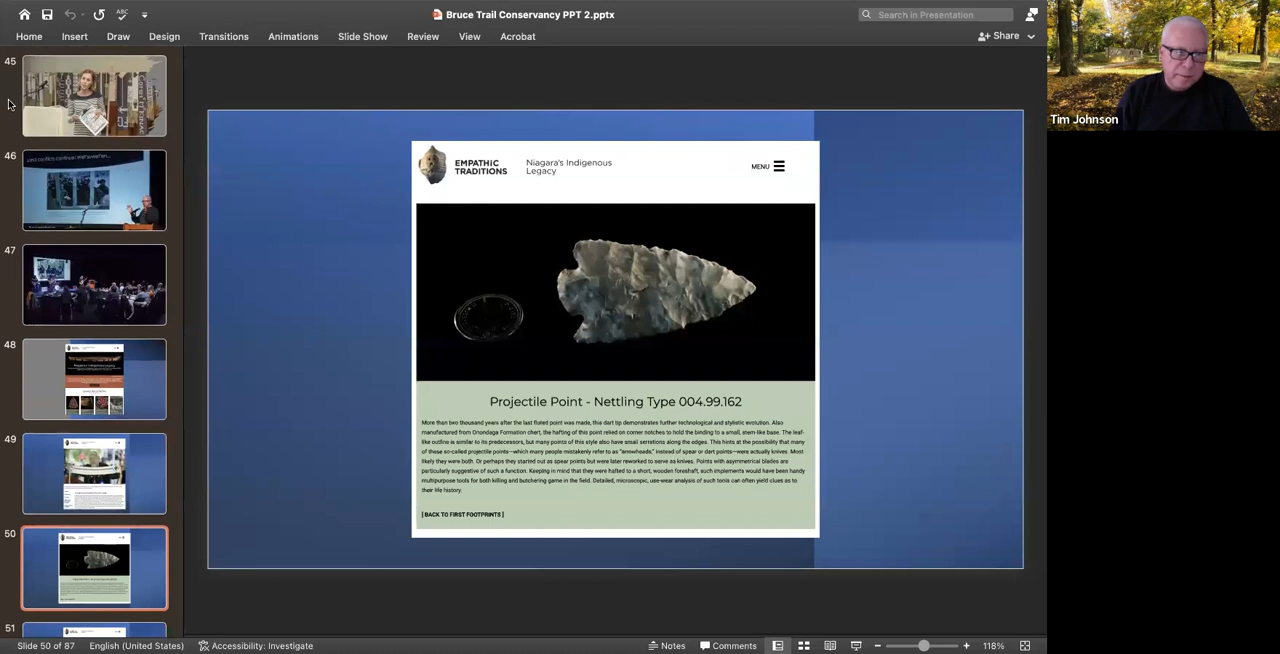 ABC
Bruce Trail Conservancy PPT 2.pptx
Search in Presentation
Home Insert Draw Design Transitions Animations Slide Show Review View Acrobat Share
Tim Johnson
45
46
47
48
49
50
51
EMPATHIC
TRADITIONS
Niagara's Indigenous
Legacy
MENU
Projectile Point - Nettling Type 004.99.162
More than two thousand years after the last fluted point was made, this dart tip demonstrates further technological and stylistic evolution. Also
manufactured from Onondaga Formation chert, the hafting of this point relied on corner notches to hold the binding to a small, stem-like base. The leaf-
like outline is similar to its predecessors, but many points of this style also have small serrations along the edges. This hints at the possibility that many
of these so-called projectile points—which many people mistakenly refer to as "arrowheads," instead of spear or dart points—were actually knives. Most
likely they were both. Or perhaps they started out as spear points but were later reworked to serve as knives. Points with asymmetrical blades are
particularly suggestive of such a function. Keeping in mind that they were hafted to a short, wooden foreshaft, such implements would have been handy
multipurpose tools for both killing and butchering game in the field. Detailed, microscopic, use-wear analysis of such tools can often yield clues as to
their life history.
[ BACK TO FIRST FOOTPRINTS ]
Slide 50 of 87 English (United States) Accessibility: Investigate Notes Comments 118%